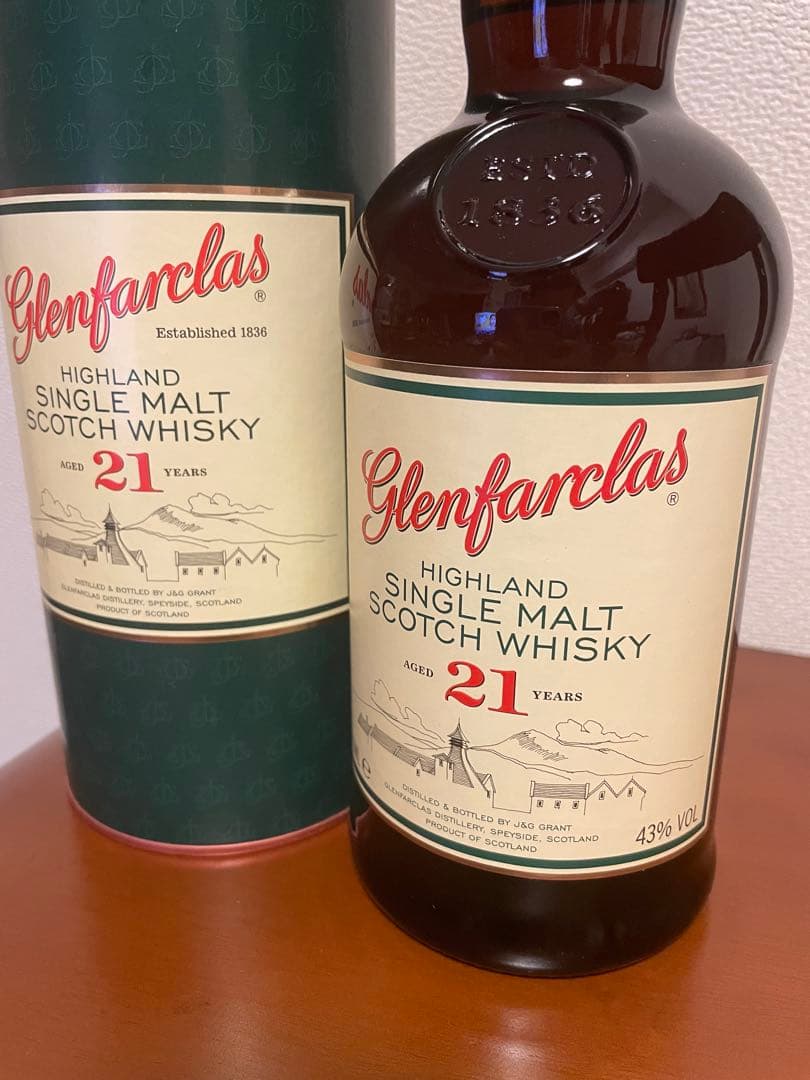 Glenfarclas
®
Established 1836
HIGHLAND
SINGLE MALT
SCOTCH WHISKY
AGED 21 YEARS
DISTILLED & BOTTLED BY J&G GRANT
GLENFARCLAS DISTILLERY, SPEYSIDE, SCOTLAND
PRODUCT OF SCOTLAND
ESTD
1836
Glenfarclas
®
HIGHLAND
SINGLE MALT
SCOTCH WHISKY
AGED 21 YEARS
e
DISTILLED & BOTTLED BY J&G GRANT
GLENFARCLAS DISTILLERY, SPEYSIDE, SCOTLAND
PRODUCT OF SCOTLAND
43% VOL